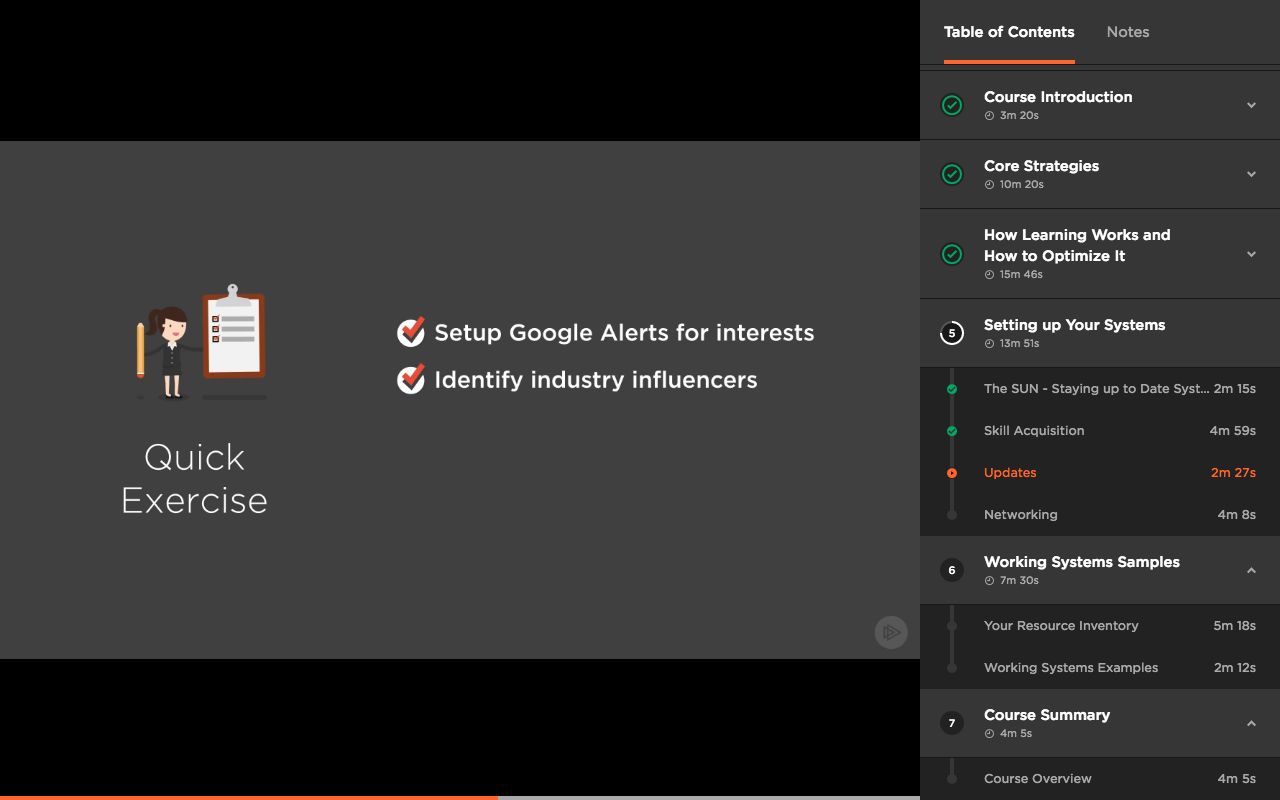 Quick
Exercise
Setup Google Alerts for interests
Identify industry influencers
Table of Contents
Notes
Course Introduction
3m 20s
Core Strategies
10m 20s
How Learning Works and
How to Optimize It
15m 46s
5
Setting up Your Systems
13m 51s
The SUN - Staying up to Date Syst... 2m 15s
Skill Acquisition 4m 59s
Updates 2m 27s
Networking 4m 8s
6
Working Systems Samples
7m 30s
Your Resource Inventory 5m 18s
Working Systems Examples 2m 12s
7
Course Summary
4m 5s
Course Overview 4m 5s